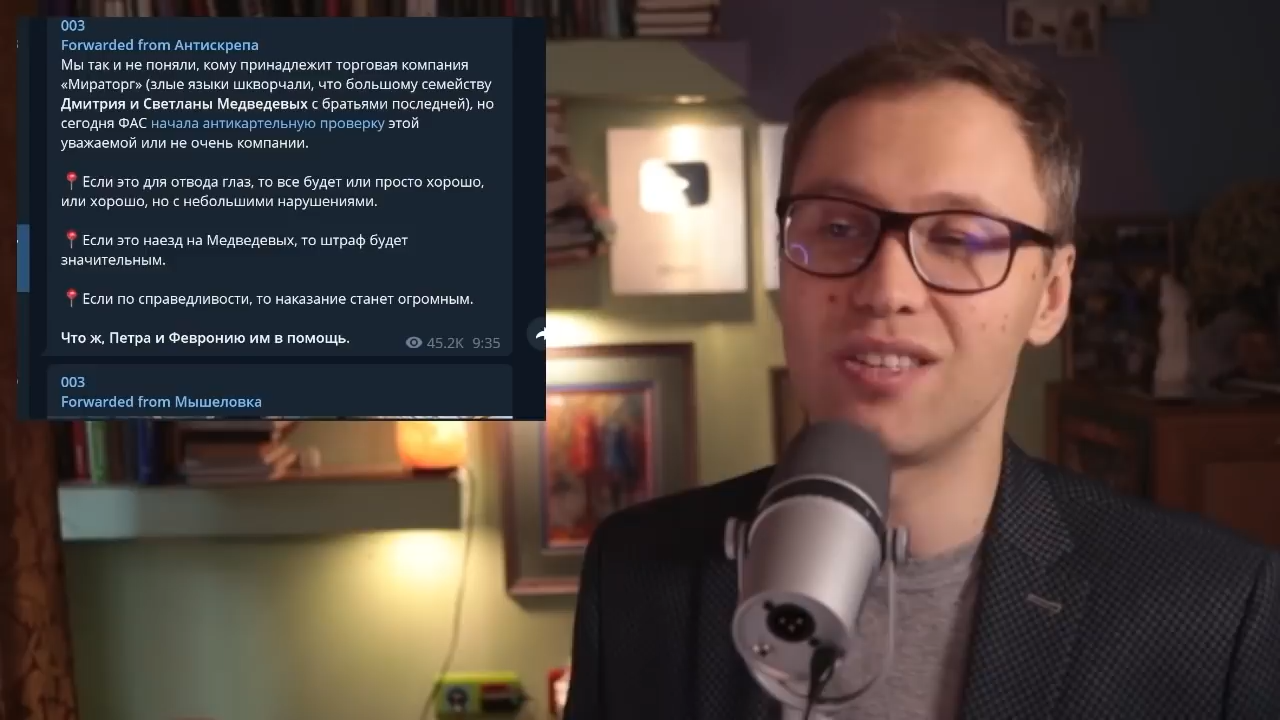 003
Forwarded from Антискрепа
Мы так и не поняли, кому принадлежит торговая компания
«Мираторг» (злые языки шкворчали, что большому семейству
Дмитрия и Светланы Медведевых с братьями последней), но
сегодня ФАС начала антикартельную проверку этой
уважаемой или не очень компании.
📍Если это для отвода глаз, то все будет или просто хорошо,
или хорошо, но с небольшими нарушениями.
📍Если это наезд на Медведевых, то штраф будет
значительным.
📍Если по справедливости, то наказание станет огромным.
Что ж, Петра и Февронию им в помощь.
45.2K 9:35
003
Forwarded from Мышеловка